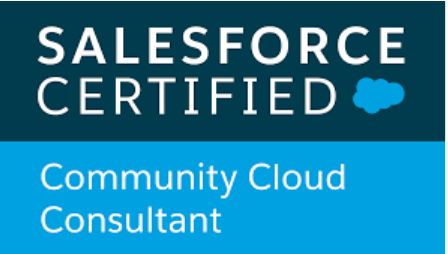 SALESFORCE
CERTIFIED
Community Cloud
Consultant